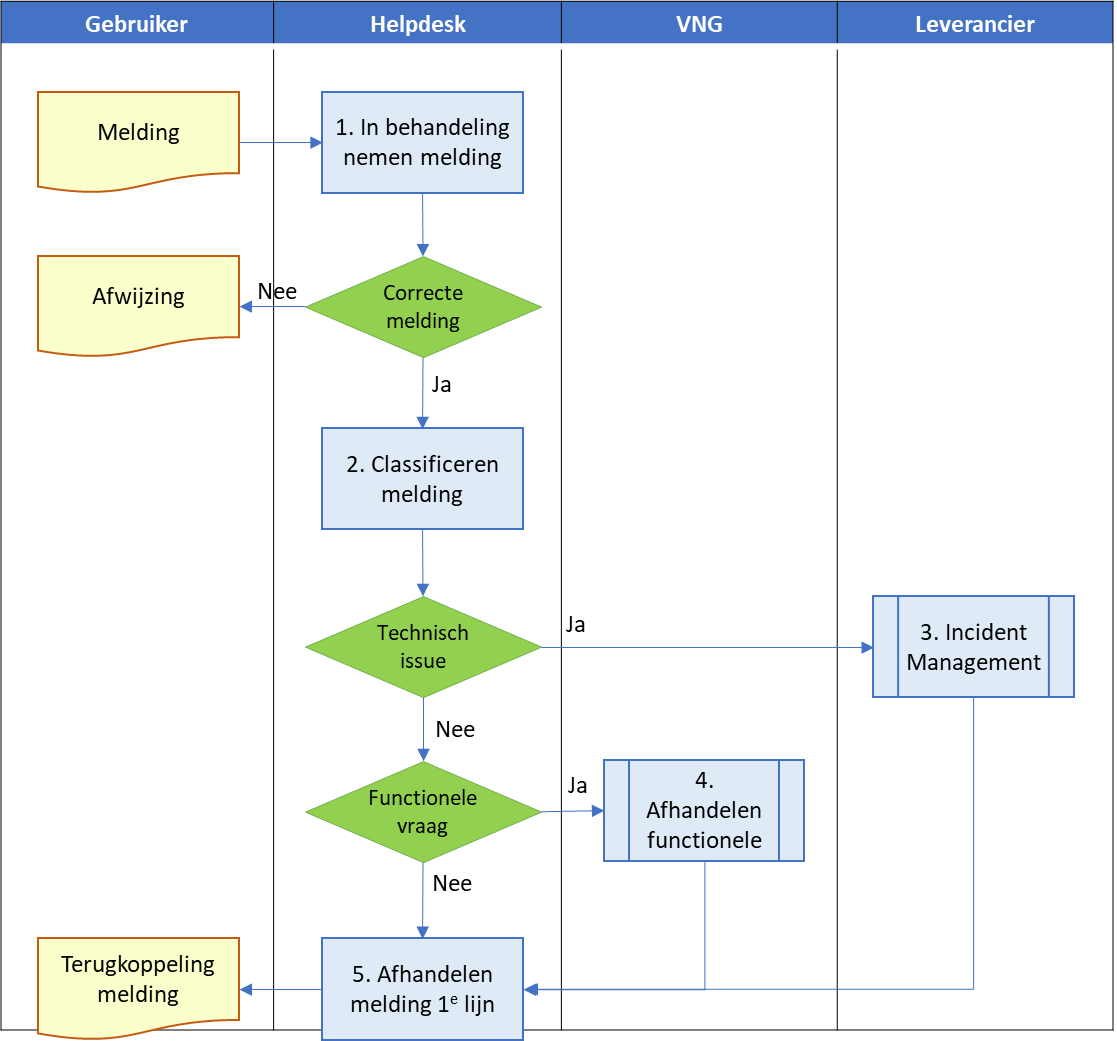 Gebruiker
Helpdesk
VNG
Leverancier
Melding
1. In behandeling
nemen melding
Afwijzing
Nee
Correcte
melding
Ja
2. Classificeren
melding
Technisch
issue
Ja
3. Incident
Management
Nee
Functionele
vraag
Ja
4.
Afhandelen
functionele
Nee
Terugkoppeling
melding
5. Afhandelen
melding 1e lijn